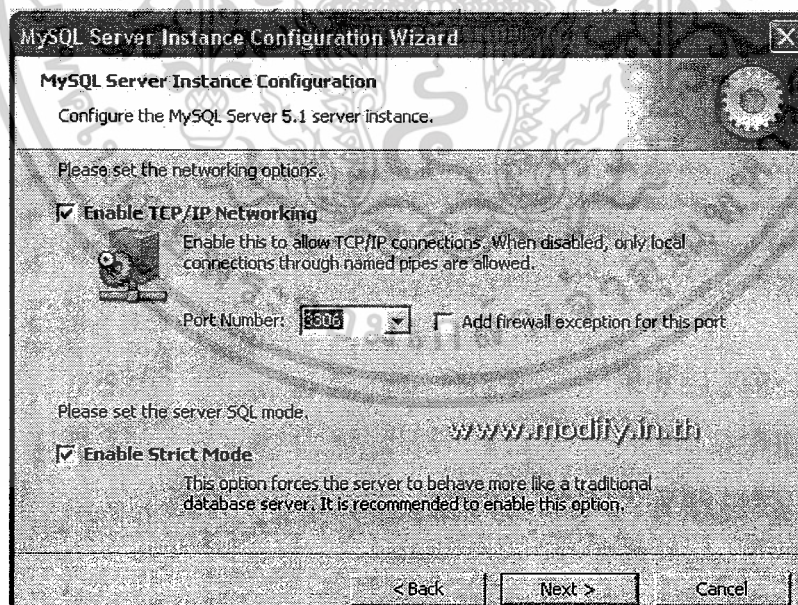 MySQL Server Instance Configuration Wizard
MySQL Server Instance Configuration
Configure the MySQL Server 5.1 server instance.
Please set the networking options.
Enable TCP/IP Networking
Enable this to allow TCP/IP connections. When disabled, only local
connections through named pipes are allowed.
Port Number: 3306 Add firewall exception for this port
Please set the server SQL mode.
www.modify.in.th
Enable Strict Mode
This option forces the server to behave more like a traditional
database server. It is recommended to enable this option.
< Back Next > Cancel